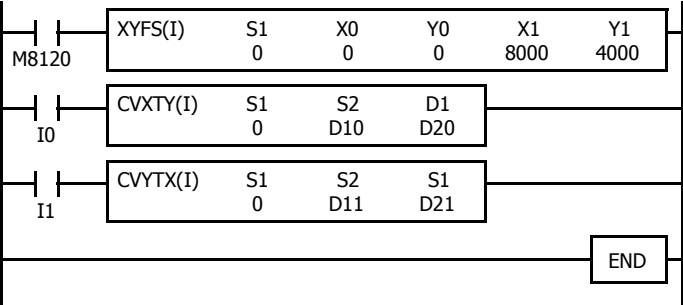 XYFS(I) S1 X0 Y0 X1 Y1
M8120 0 0 0 8000 4000
CVXTY(I) S1 S2 D1
I0 0 D10 D20
CVYTX(I) S1 S2 S1
I1 0 D11 D21
END